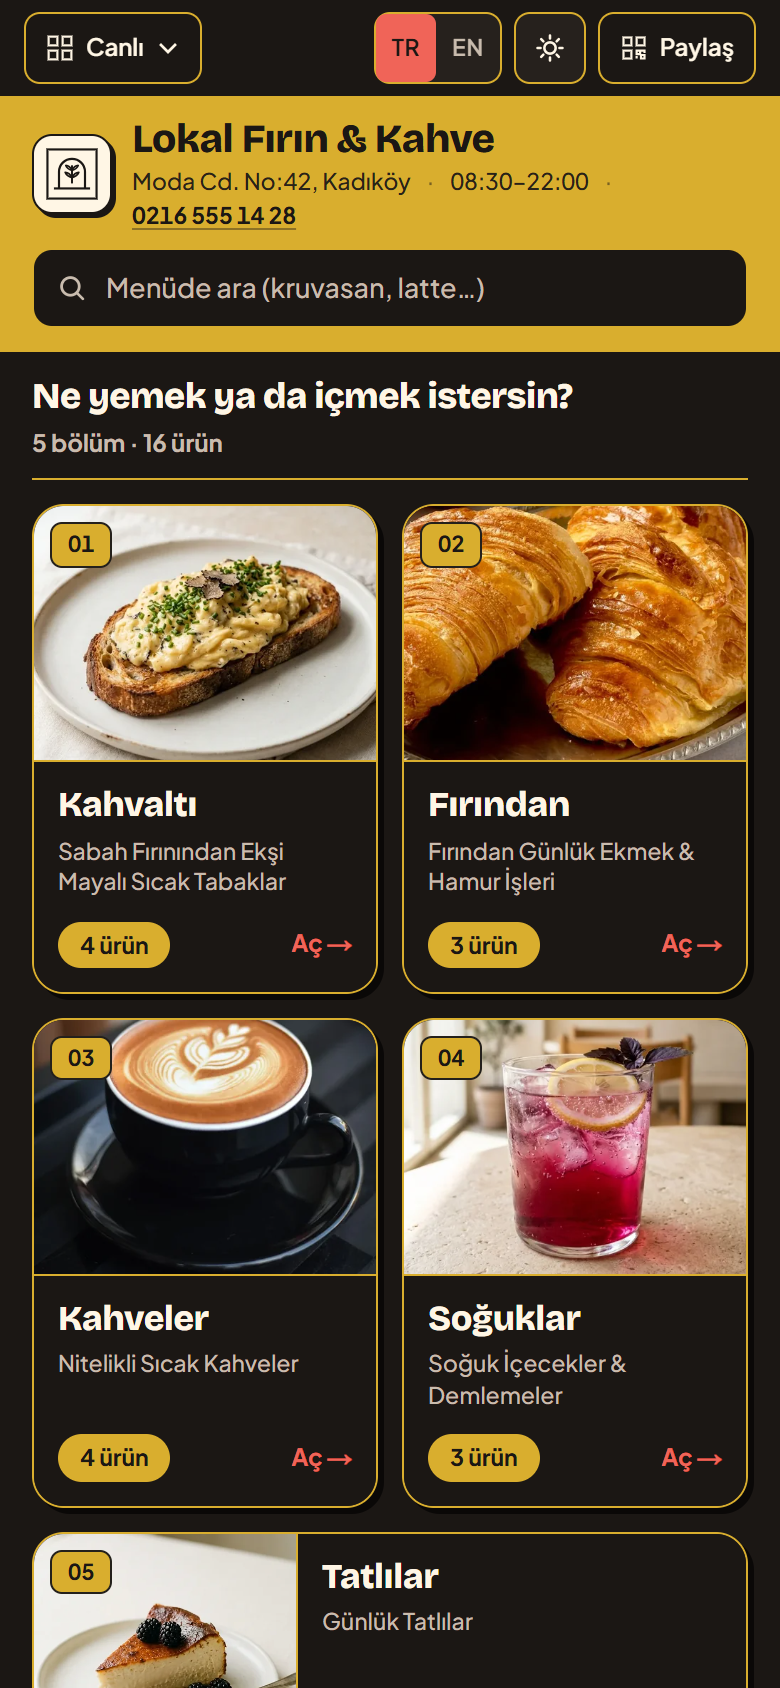 Canlı
TR EN
Paylaş
Lokal Fırın & Kahve
Moda Cd. No:42, Kadıköy · 08:30–22:00 ·
0216 555 14 28
Menüde ara (kruvasan, latte...)
Ne yemek ya da içmek istersin?
5 bölüm · 16 ürün
01
Kahvaltı
Sabah Fırınından Ekşi
Mayalı Sıcak Tabaklar
4 ürün
Aç →
02
Fırından
Fırından Günlük Ekmek &
Hamur İşleri
3 ürün
Aç →
03
Kahveler
Nitelikli Sıcak Kahveler
4 ürün
Aç →
04
Soğuklar
Soğuk İçecekler &
Demlemeler
3 ürün
Aç →
05
Tatlılar
Günlük Tatlılar